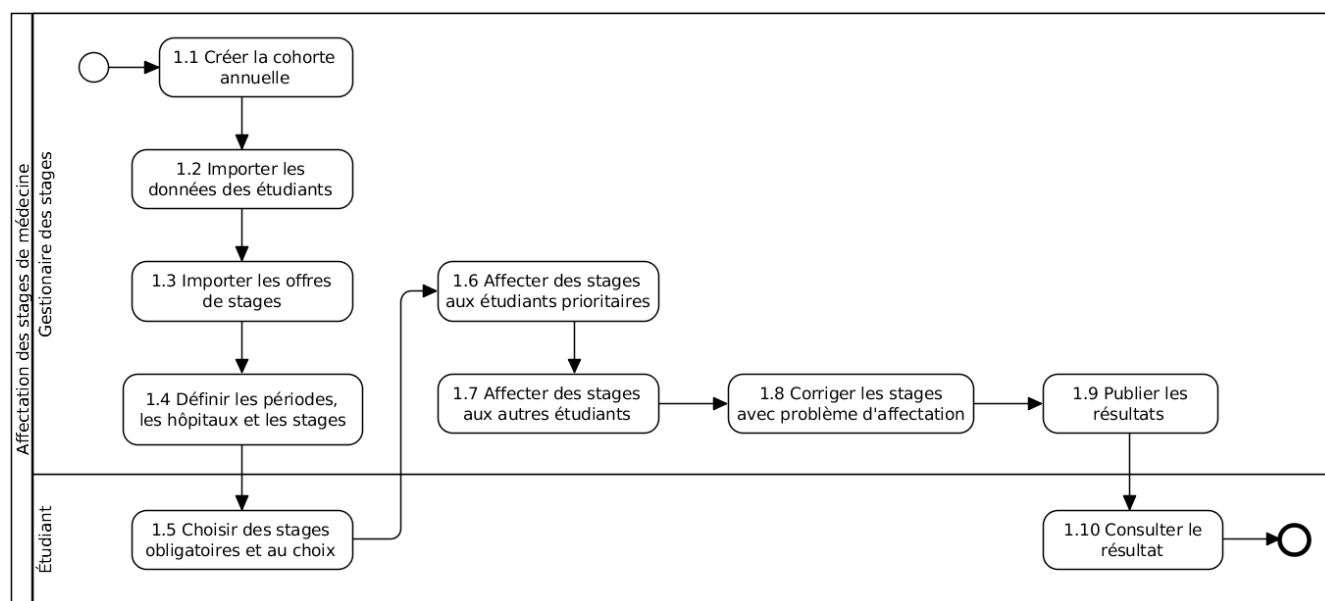 Affectation des stages de médecine
Gestionaire des stages
1.1 Créer la cohorte
annuelle
1.2 Importer les
données des étudiants
1.3 Importer les offres
de stages
1.4 Définir les périodes,
les hôpitaux et les stages
1.6 Affecter des stages
aux étudiants prioritaires
1.7 Affecter des stages
aux autres étudiants
1.8 Corriger les stages
avec problème d'affectation
1.9 Publier les
résultats
Étudiant
1.5 Choisir des stages
obligatoires et au choix
1.10 Consulter le
résultat